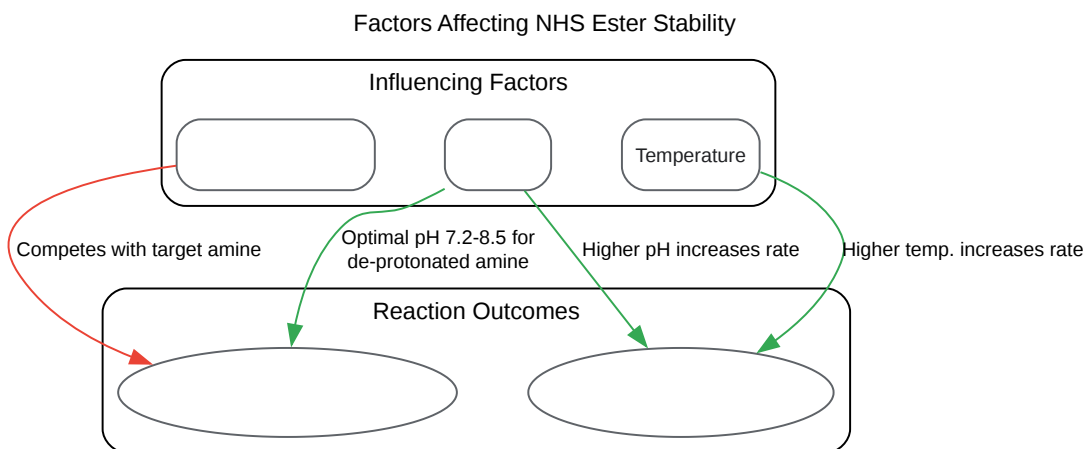 Factors Affecting NHS Ester Stability
Influencing Factors
Temperature
Competes with target amine
Optimal pH 7.2-8.5 for
de-protonated amine
Higher pH increases rate
Higher temp. increases rate
Reaction Outcomes